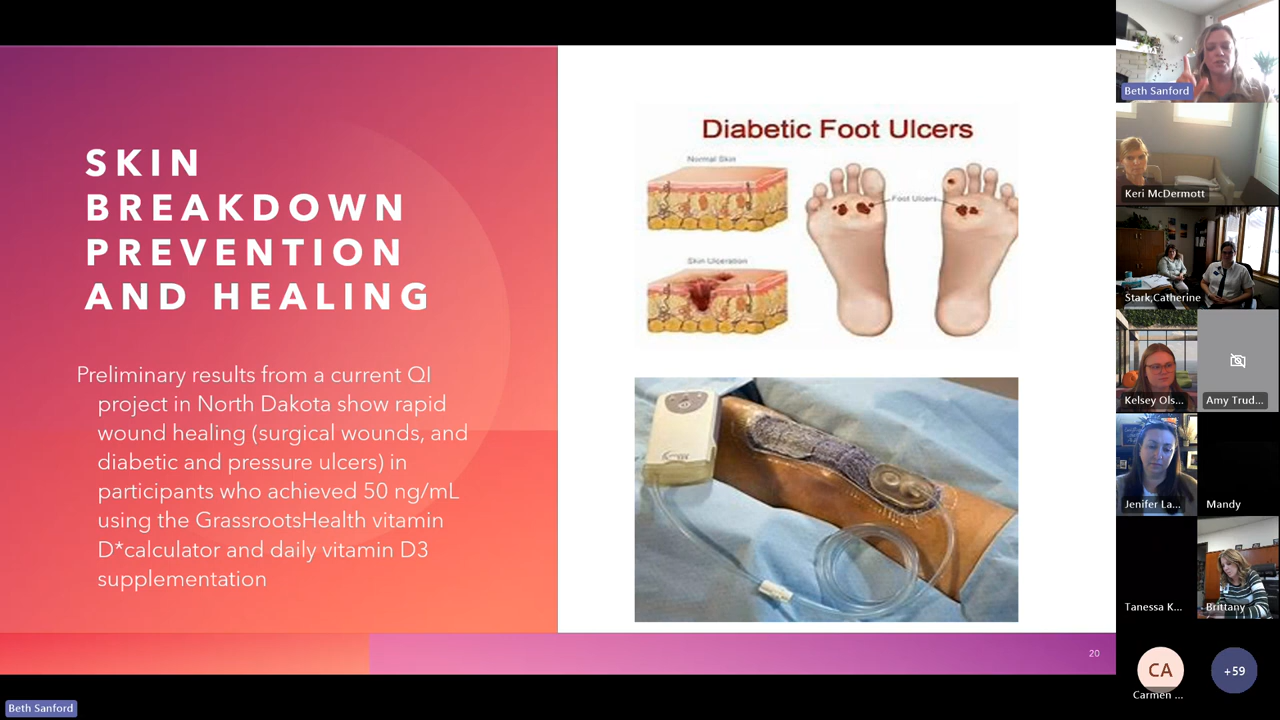 SKIN
BREAKDOWN
PREVENTION
AND HEALING
Preliminary results from a current QI
project in North Dakota show rapid
wound healing (surgical wounds, and
diabetic and pressure ulcers) in
participants who achieved 50 ng/mL
using the GrassrootsHealth vitamin
D*calculator and daily vitamin D3
supplementation
Diabetic Foot Ulcers
Normal Skin
Foot Ulcers
Skin Ulceration
20
Beth Sanford
Keri McDermott
Stark,Catherine
Kelsey Ols...
Amy Trud...
Jenifer La...
Mandy
Tanessa K...
Brittany
CA
Carmen ...
+59
Beth Sanford